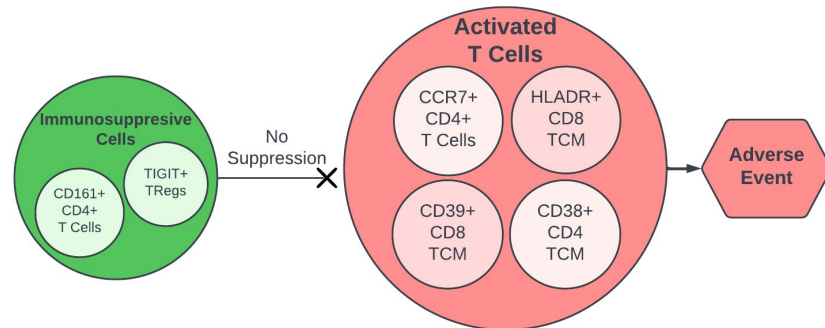 Immunosuppresive
Cells
CD161+
CD4+
T Cells
TIGIT+
TRegs
No
Suppression
Activated
T Cells
CCR7+
CD4+
T Cells
HLADR+
CD8
TCM
CD39+
CD8
TCM
CD38+
CD4
TCM
Adverse
Event